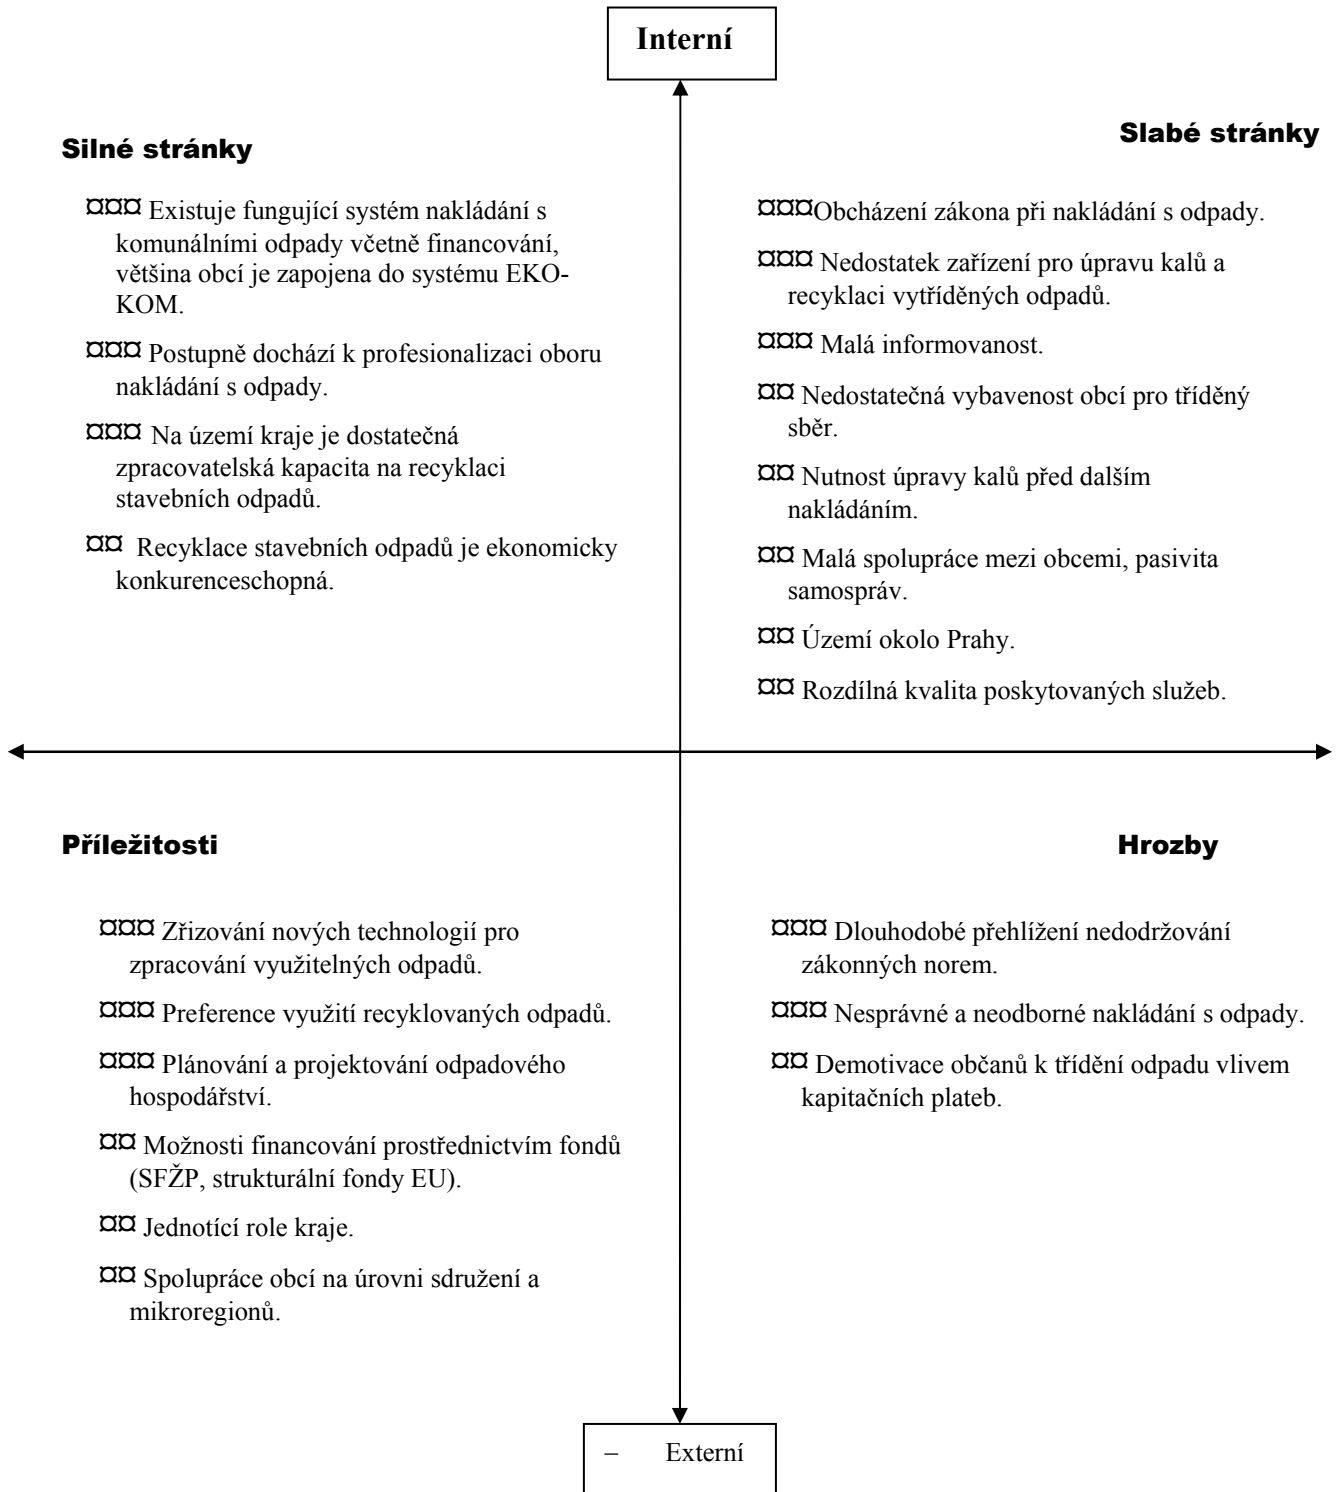 Interní
Silné stránky
¤¤¤ Existuje fungující systém nakládání s
komunálními odpady včetně financování,
většina obcí je zapojena do systému EKO-
KOM.
¤¤¤ Postupně dochází k profesionalizaci oboru
nakládání s odpady.
¤¤¤ Na území kraje je dostatečná
zpracovatelská kapacita na recyklaci
stavebních odpadů.
¤¤ Recyklace stavebních odpadů je ekonomicky
konkurenceschopná.
Slabé stránky
¤¤¤Obcházení zákona při nakládání s odpady.
¤¤¤ Nedostatek zařízení pro úpravu kalů a
recyklaci vytříděných odpadů.
¤¤¤ Malá informovanost.
¤¤ Nedostatečná vybavenost obcí pro tříděný
sběr.
¤¤ Nutnost úpravy kalů před dalším
nakládáním.
¤¤ Malá spolupráce mezi obcemi, pasivita
samospráv.
¤¤ Území okolo Prahy.
¤¤ Rozdílná kvalita poskytovaných služeb.
Příležitosti
¤¤¤ Zřizování nových technologií pro
zpracování využitelných odpadů.
¤¤¤ Preference využití recyklovaných odpadů.
¤¤¤ Plánování a projektování odpadového
hospodářství.
¤¤ Možnosti financování prostřednictvím fondů
(SFŽP, strukturální fondy EU).
¤¤ Jednotící role kraje.
¤¤ Spolupráce obcí na úrovni sdružení a
mikroregionů.
Hrozby
¤¤¤ Dlouhodobé přehlížení nedodržování
zákonných norem.
¤¤¤ Nesprávné a neodborné nakládání s odpady.
¤¤ Demotivace občanů k třídění odpadu vlivem
kapitačních plateb.
– Externí